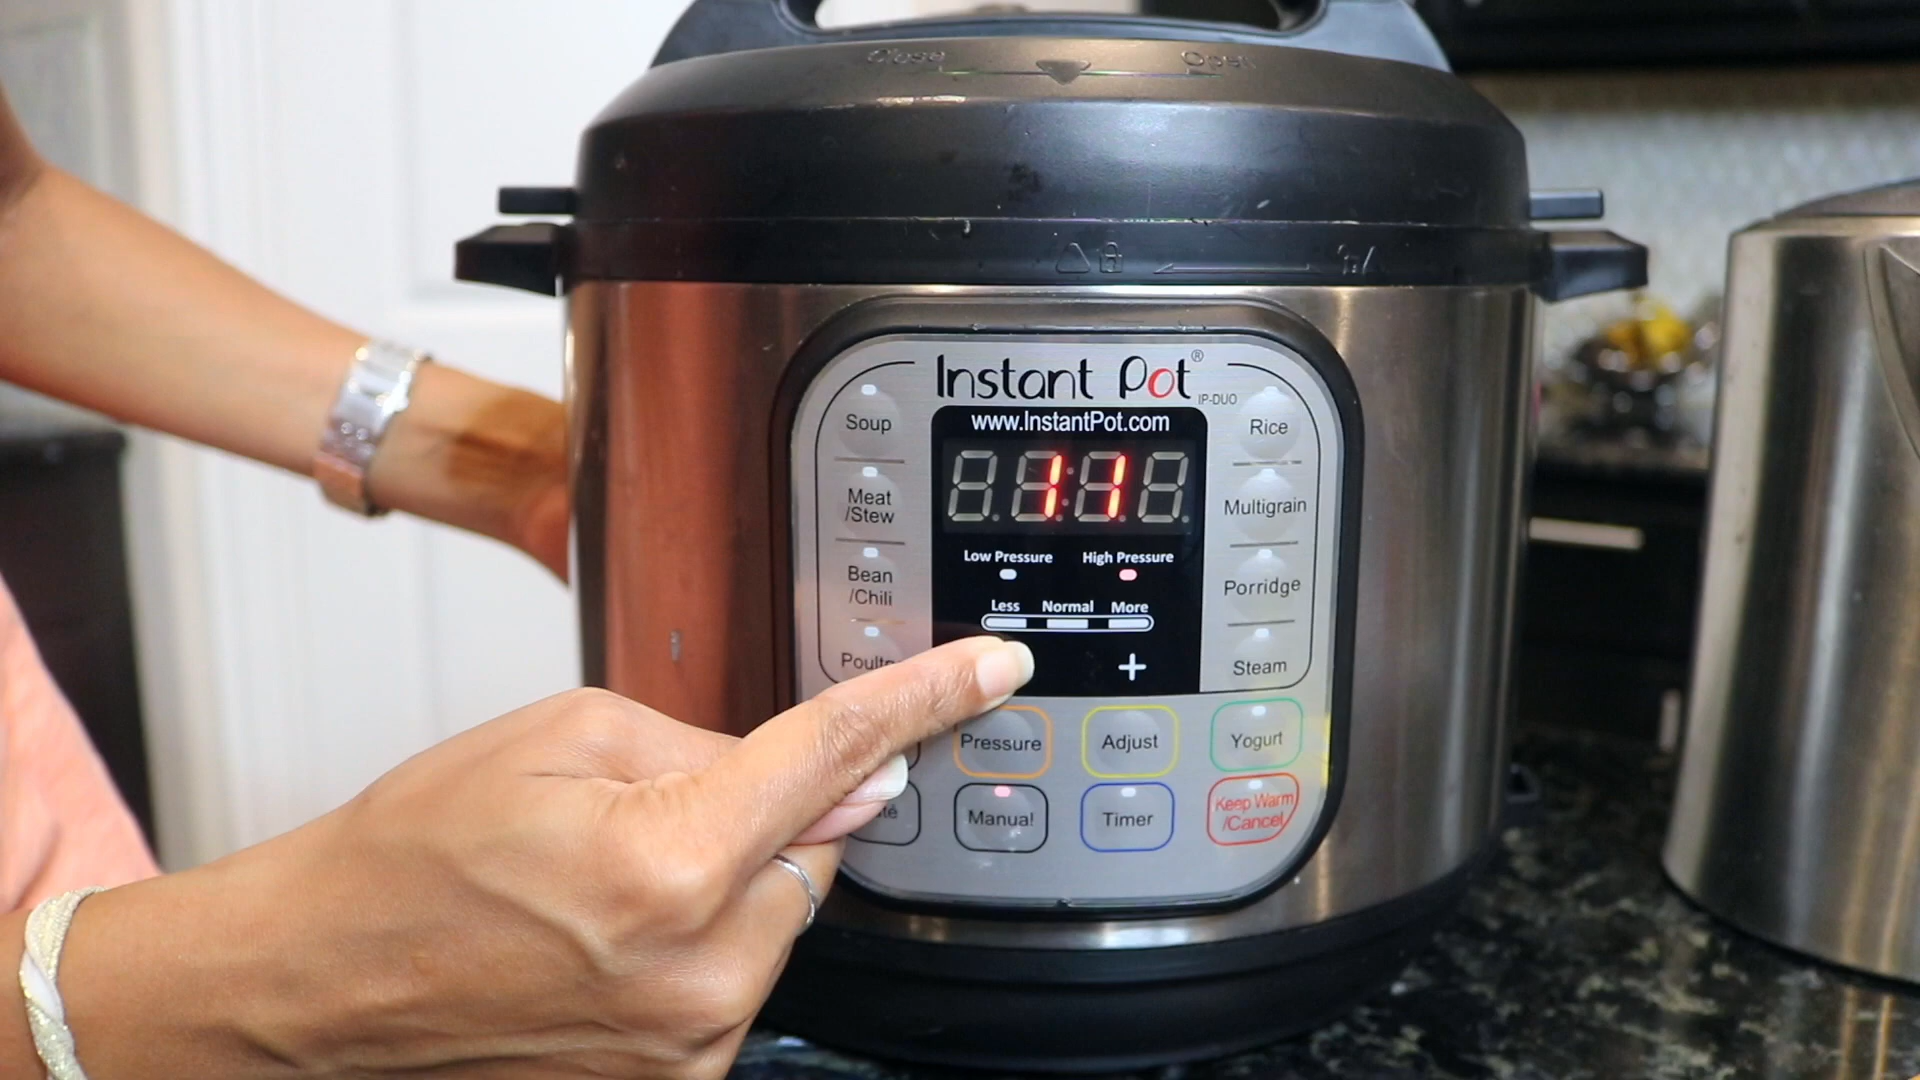 Close Open
Instant Pot®
IP-DUO
www.InstantPot.com
11
Low Pressure High Pressure
Less Normal More
+
Soup
Meat
/Stew
Bean
/Chili
Rice
Multigrain
Porridge
Steam
Pressure Adjust Yogurt
Manual Timer Keep Warm
/Cancel